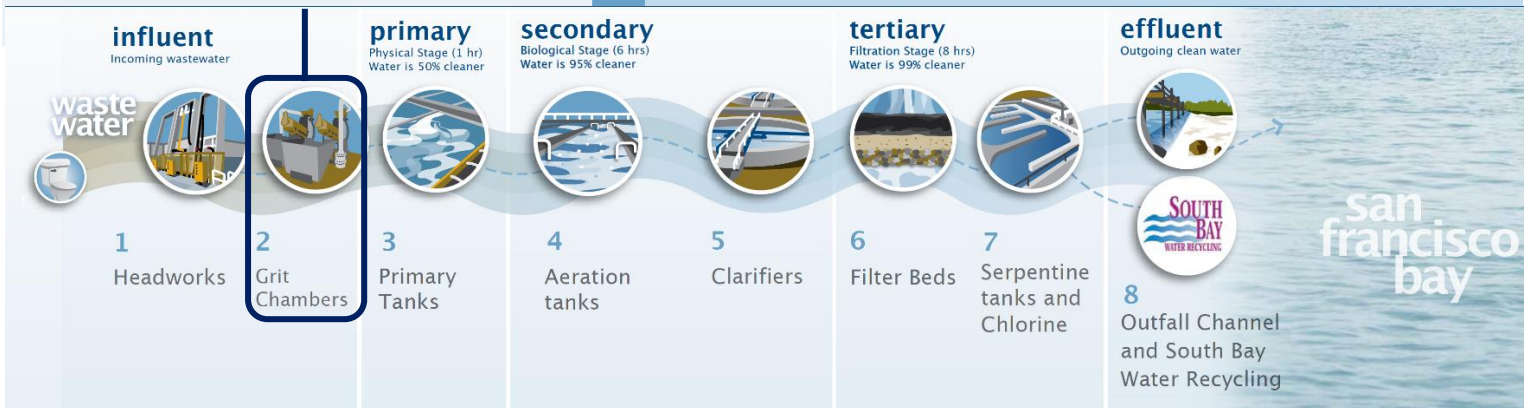 influent
Incoming wastewater
primary
Physical Stage (1 hr)
Water is 50% cleaner
secondary
Biological Stage (6 hrs)
Water is 95% cleaner
tertiary
Filtration Stage (8 hrs)
Water is 99% cleaner
effluent
Outgoing clean water
waste
water
1
Headworks
2
Grit
Chambers
3
Primary
Tanks
4
Aeration
tanks
5
Clarifiers
6
Filter Beds
7
Serpentine
tanks and
Chlorine
SOUTH
BAY
WATER RECYCLING
8
Outfall Channel
and South Bay
Water Recycling
san
francisco
bay